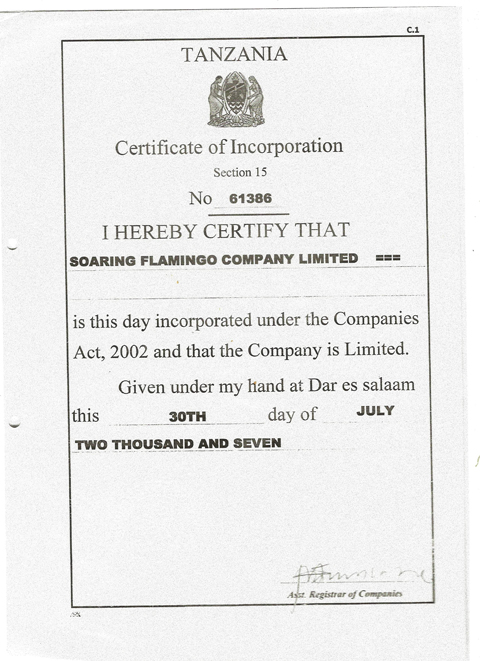 C.1
TANZANIA
Certificate of Incorporation
Section 15
No 61386
I HEREBY CERTIFY THAT
SOARING FLAMINGO COMPANY LIMITED ===
is this day incorporated under the Companies
Act, 2002 and that the Company is Limited.
Given under my hand at Dar es salaam
this 30TH day of JULY
TWO THOUSAND AND SEVEN
Asst. Registrar of Companies